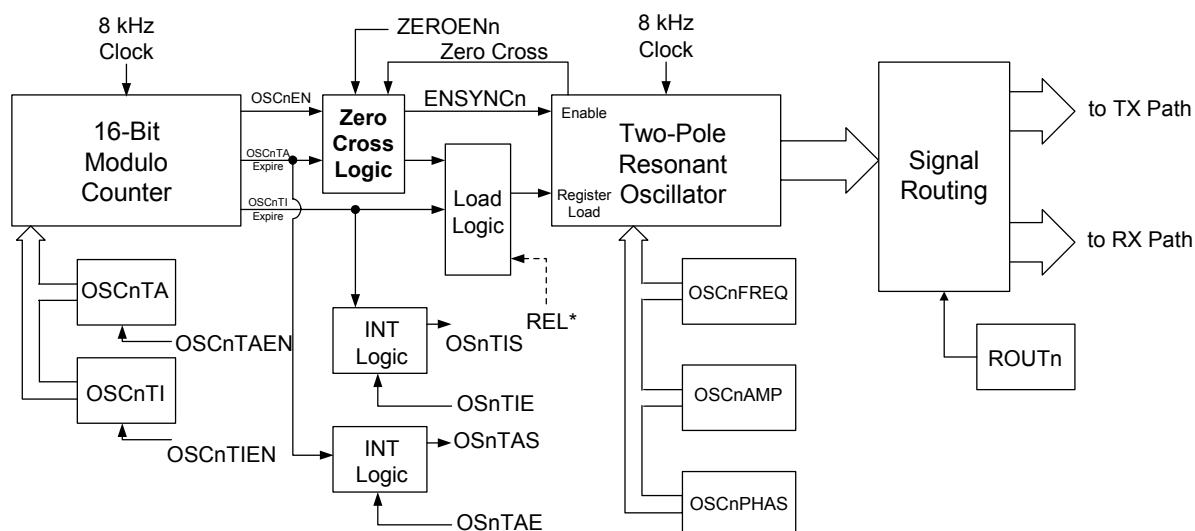 8 kHz
Clock
ZEROENn
Zero Cross
8 kHz
Clock
16-Bit
Modulo
Counter
OSCnEN
OSCnTA
Expire
OSCnTI
Expire
Zero
Cross
Logic
ENSYNCn
Load
Logic
REL*
Enable
Register
Load
Two-Pole
Resonant
Oscillator
Signal
Routing
to TX Path
to RX Path
OSCnTA
OSCnTAEN
OSCnTI
OSCnTIEN
INT
Logic
OSnTIS
OSnTIE
INT
Logic
OSnTAS
OSnTAE
OSCnFREQ
OSCnAMP
OSCnPHAS
ROUTn